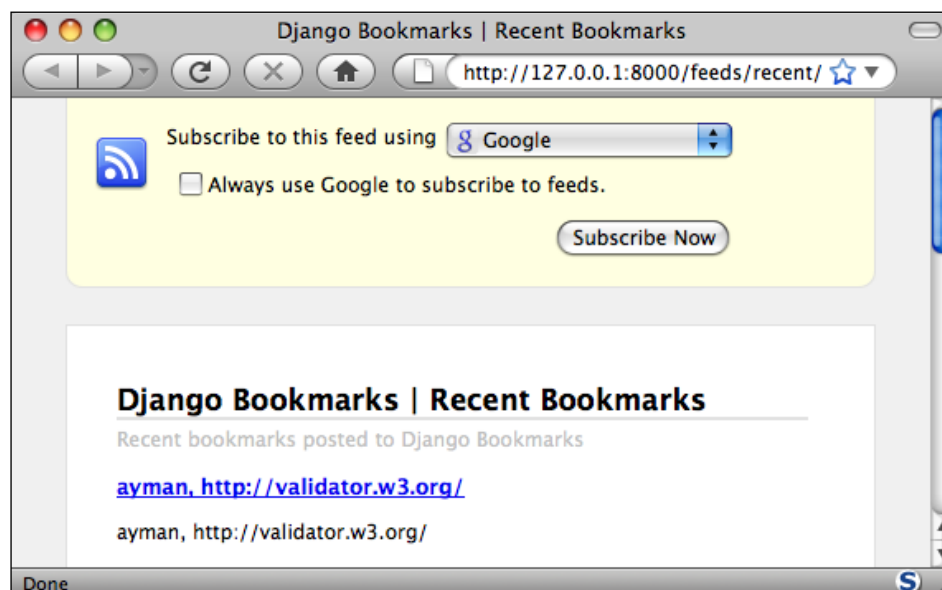 Django Bookmarks | Recent Bookmarks
http://127.0.0.1:8000/feeds/recent/
Subscribe to this feed using Google
Always use Google to subscribe to feeds.
Subscribe Now
Django Bookmarks | Recent Bookmarks
Recent bookmarks posted to Django Bookmarks
ayman, http://validator.w3.org/
ayman, http://validator.w3.org/
Done